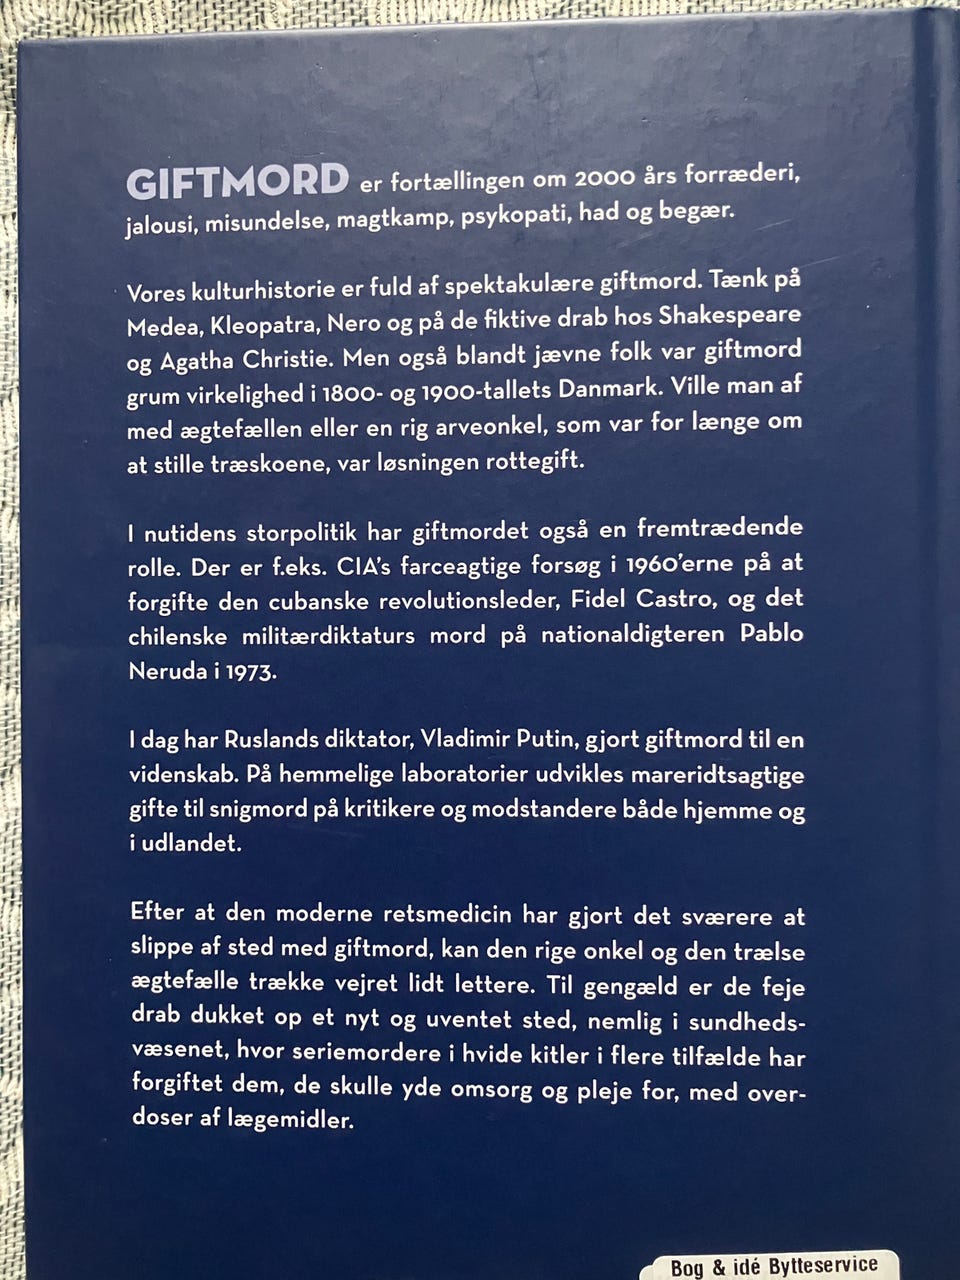 GIFTMORD er fortællingen om 2000 års forræderi,
jalousi, misundelse, magtkamp, psykopati, had og begær.
Vores kulturhistorie er fuld af spektakulære giftmord. Tænk på
Medea, Kleopatra, Nero og på de fiktive drab hos Shakespeare
og Agatha Christie. Men også blandt jævne folk var giftmord
grum virkelighed i 1800- og 1900-tallets Danmark. Ville man af
med ægtefællen eller en rig arveonkel, som var for længe om
at stille træskoene, var løsningen rottegift.
I nutidens storpolitik har giftmordet også en fremtrædende
rolle. Der er f.eks. CIA's farceagtige forsøg i 1960'erne på at
forgifte den cubanske revolutionsleder, Fidel Castro, og det
chilenske militærdiktaturs mord på nationaldigteren Pablo
Neruda i 1973.
I dag har Ruslands diktator, Vladimir Putin, gjort giftmord til en
videnskab. På hemmelige laboratorier udvikles mareridtsagtige
gifte til snigmord på kritikere og modstandere både hjemme og
i udlandet.
Efter at den moderne retsmedicin har gjort det sværere at
slippe af sted med giftmord, kan den rige onkel og den trælse
ægtefælle trække vejret lidt lettere. Til gengæld er de feje
drab dukket op et nyt og uventet sted, nemlig i sundheds-
væsenet, hvor seriemordere i hvide kitler i flere tilfælde har
forgiftet dem, de skulle yde omsorg og pleje for, med over-
doser af lægemidler.
Bog & idé Bytteservice